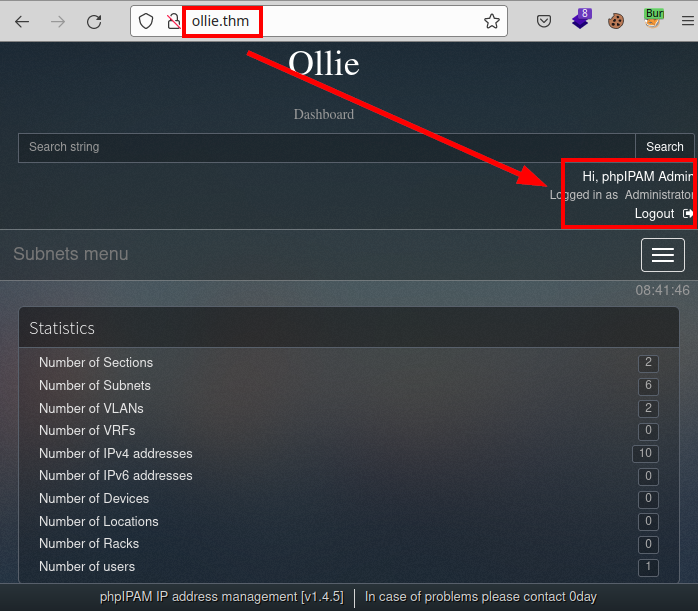 ollie.thm
8
Bur
Ollie
Dashboard
Search string
Search
Hi, phpIPAM Admin
Logged in as Administrator
Logout
Subnets menu
08:41:46
Statistics
Number of Sections 2
Number of Subnets 6
Number of VLANs 2
Number of VRFs 0
Number of IPv4 addresses 10
Number of IPv6 addresses 0
Number of Devices 0
Number of Locations 0
Number of Racks 0
Number of users 1
phpIPAM IP address management [v1.4.5] In case of problems please contact 0day